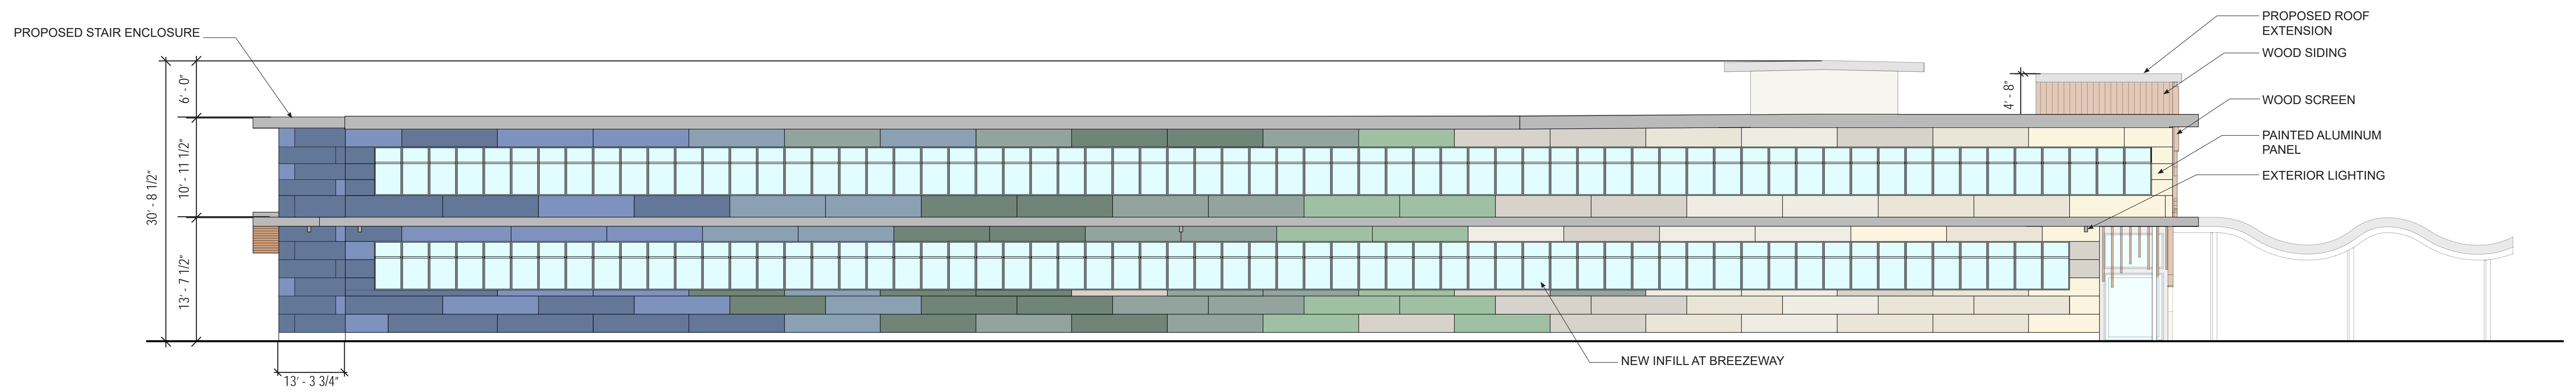 PROPOSED STAIR ENCLOSURE
PROPOSED ROOF
EXTENSION
WOOD SIDING
WOOD SCREEN
PAINTED ALUMINUM
PANEL
EXTERIOR LIGHTING
NEW INFILL AT BREEZEWAY
6' - 0"
10' - 11 1/2"
30' - 8 1/2"
13' - 7 1/2"
13' - 3 3/4"
4' - 8"